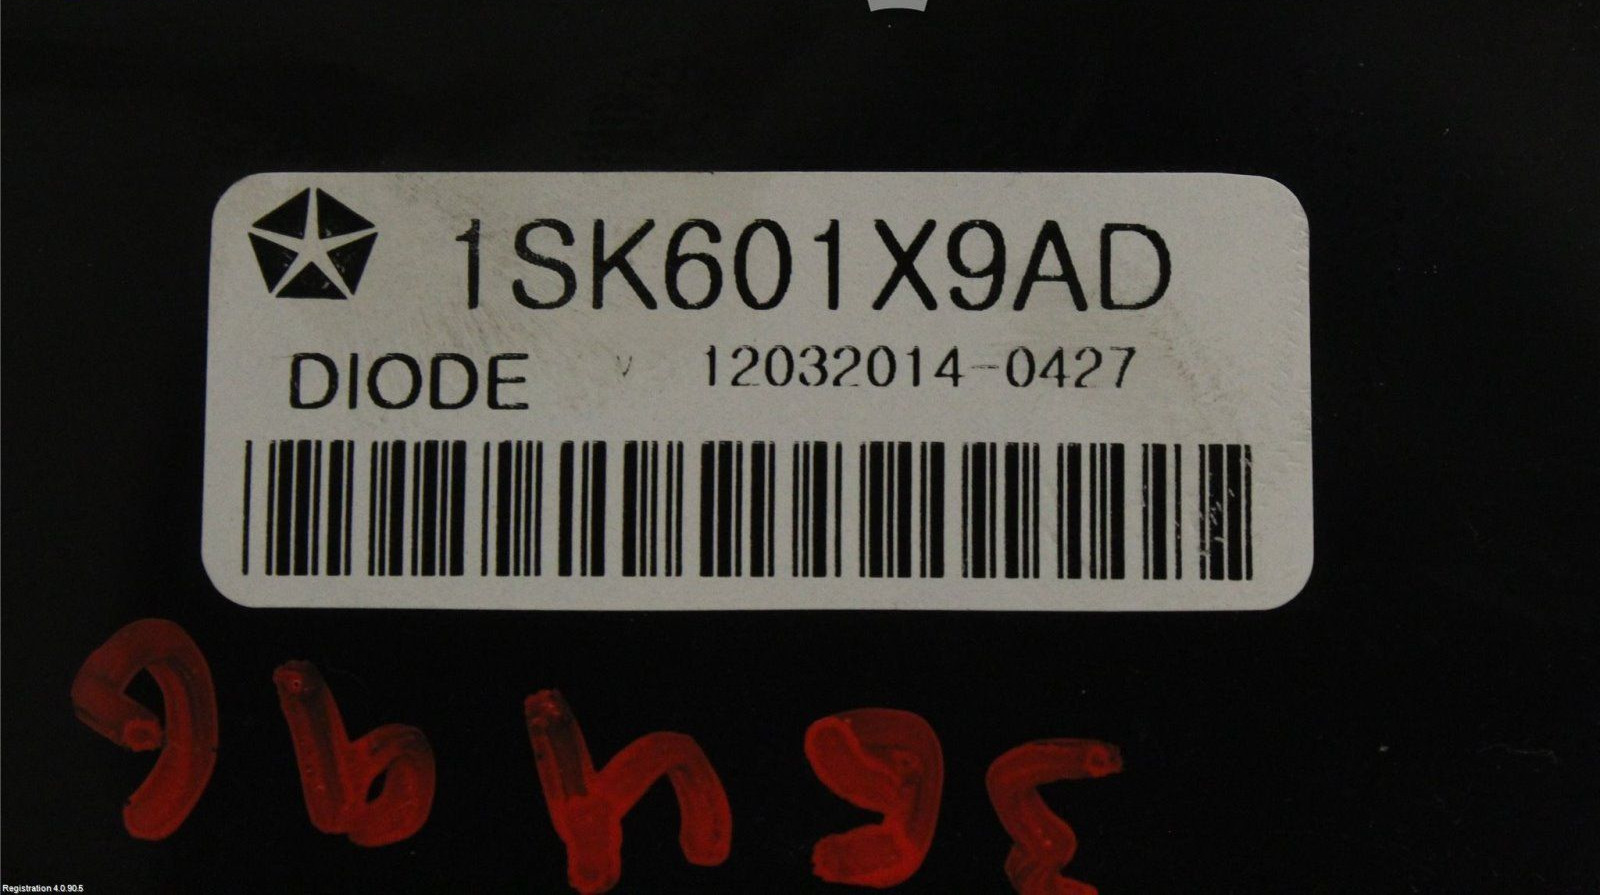 1SK601X9AD
DIODE v 12032014-0427
Registration 4.0.90.5